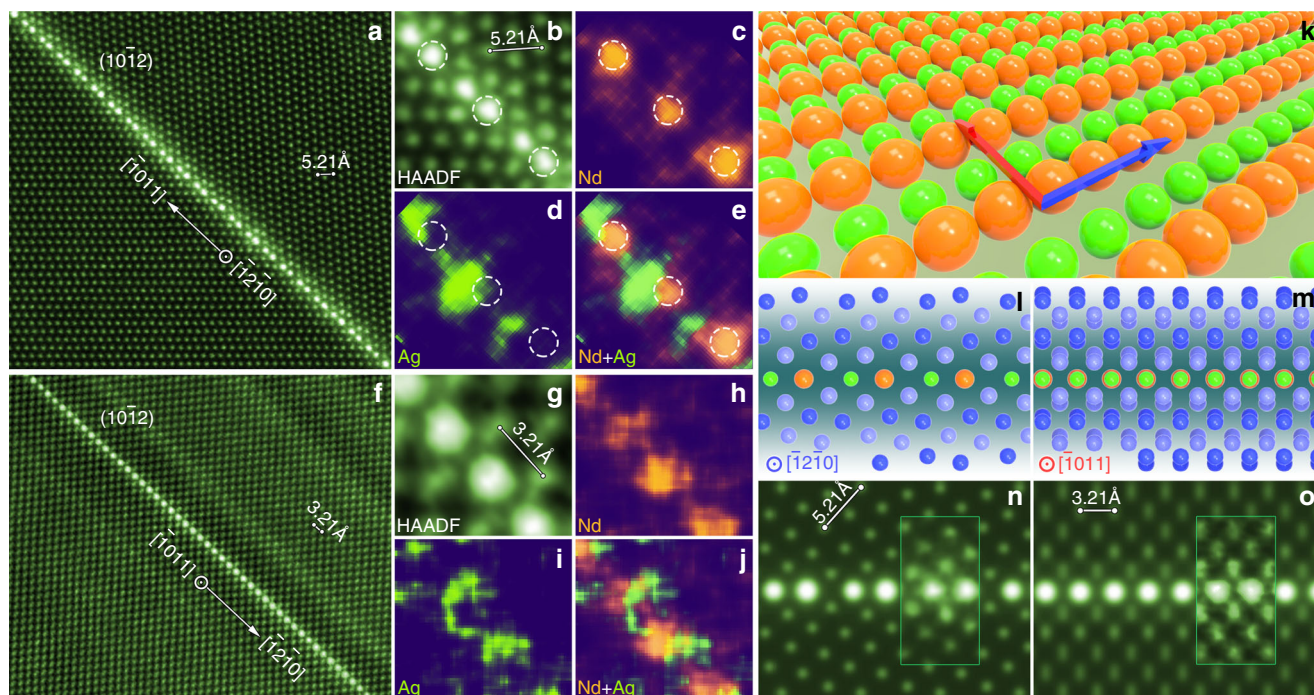 a
(101̅2)
5.21Å
[1̅011]
[1̅21̅0]
b
5.21Å
HAADF
c
Nd
d
Ag
e
Nd+Ag
f
(101̅2)
3.21Å
[1̅011]
[1̅21̅0]
g
3.21Å
HAADF
h
Nd
i
Ag
j
Nd+Ag
k
l
[1̅21̅0]
m
[1̅011]
n
5.21Å
o
3.21Å